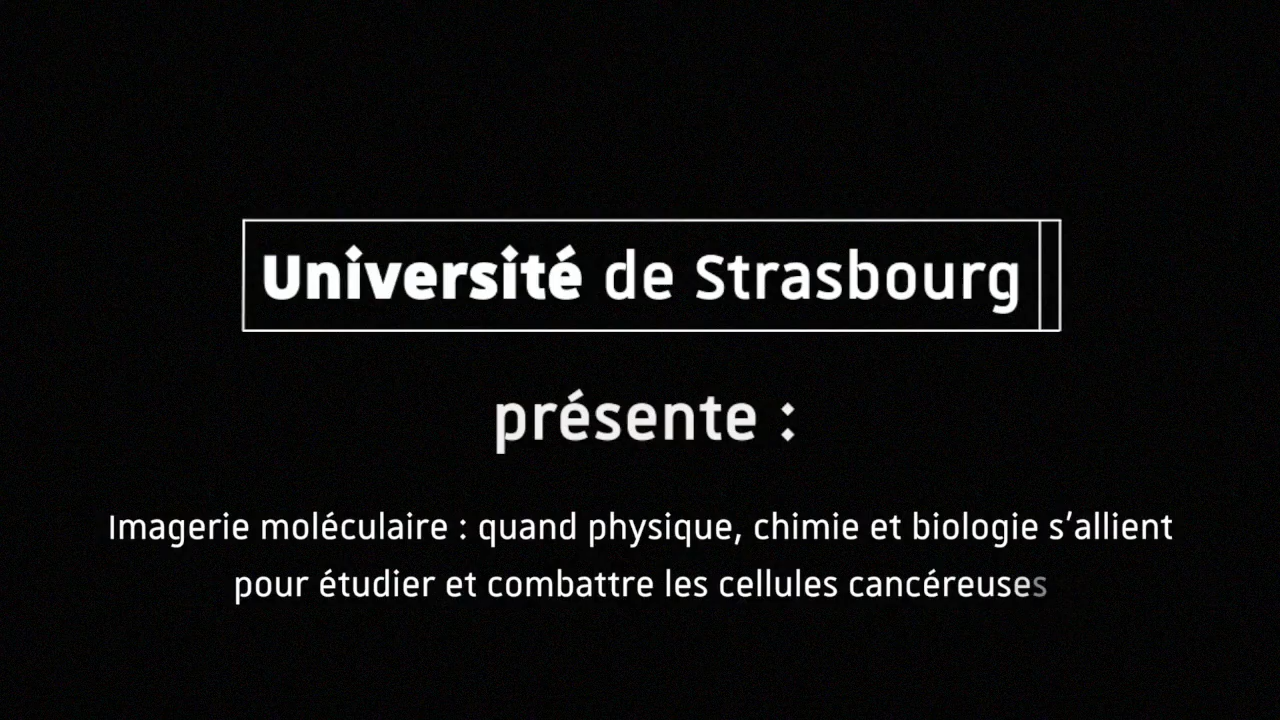 Université de Strasbourg
présente :
Imagerie moléculaire : quand physique, chimie et biologie s’allient
pour étudier et combattre les cellules cancéreuses